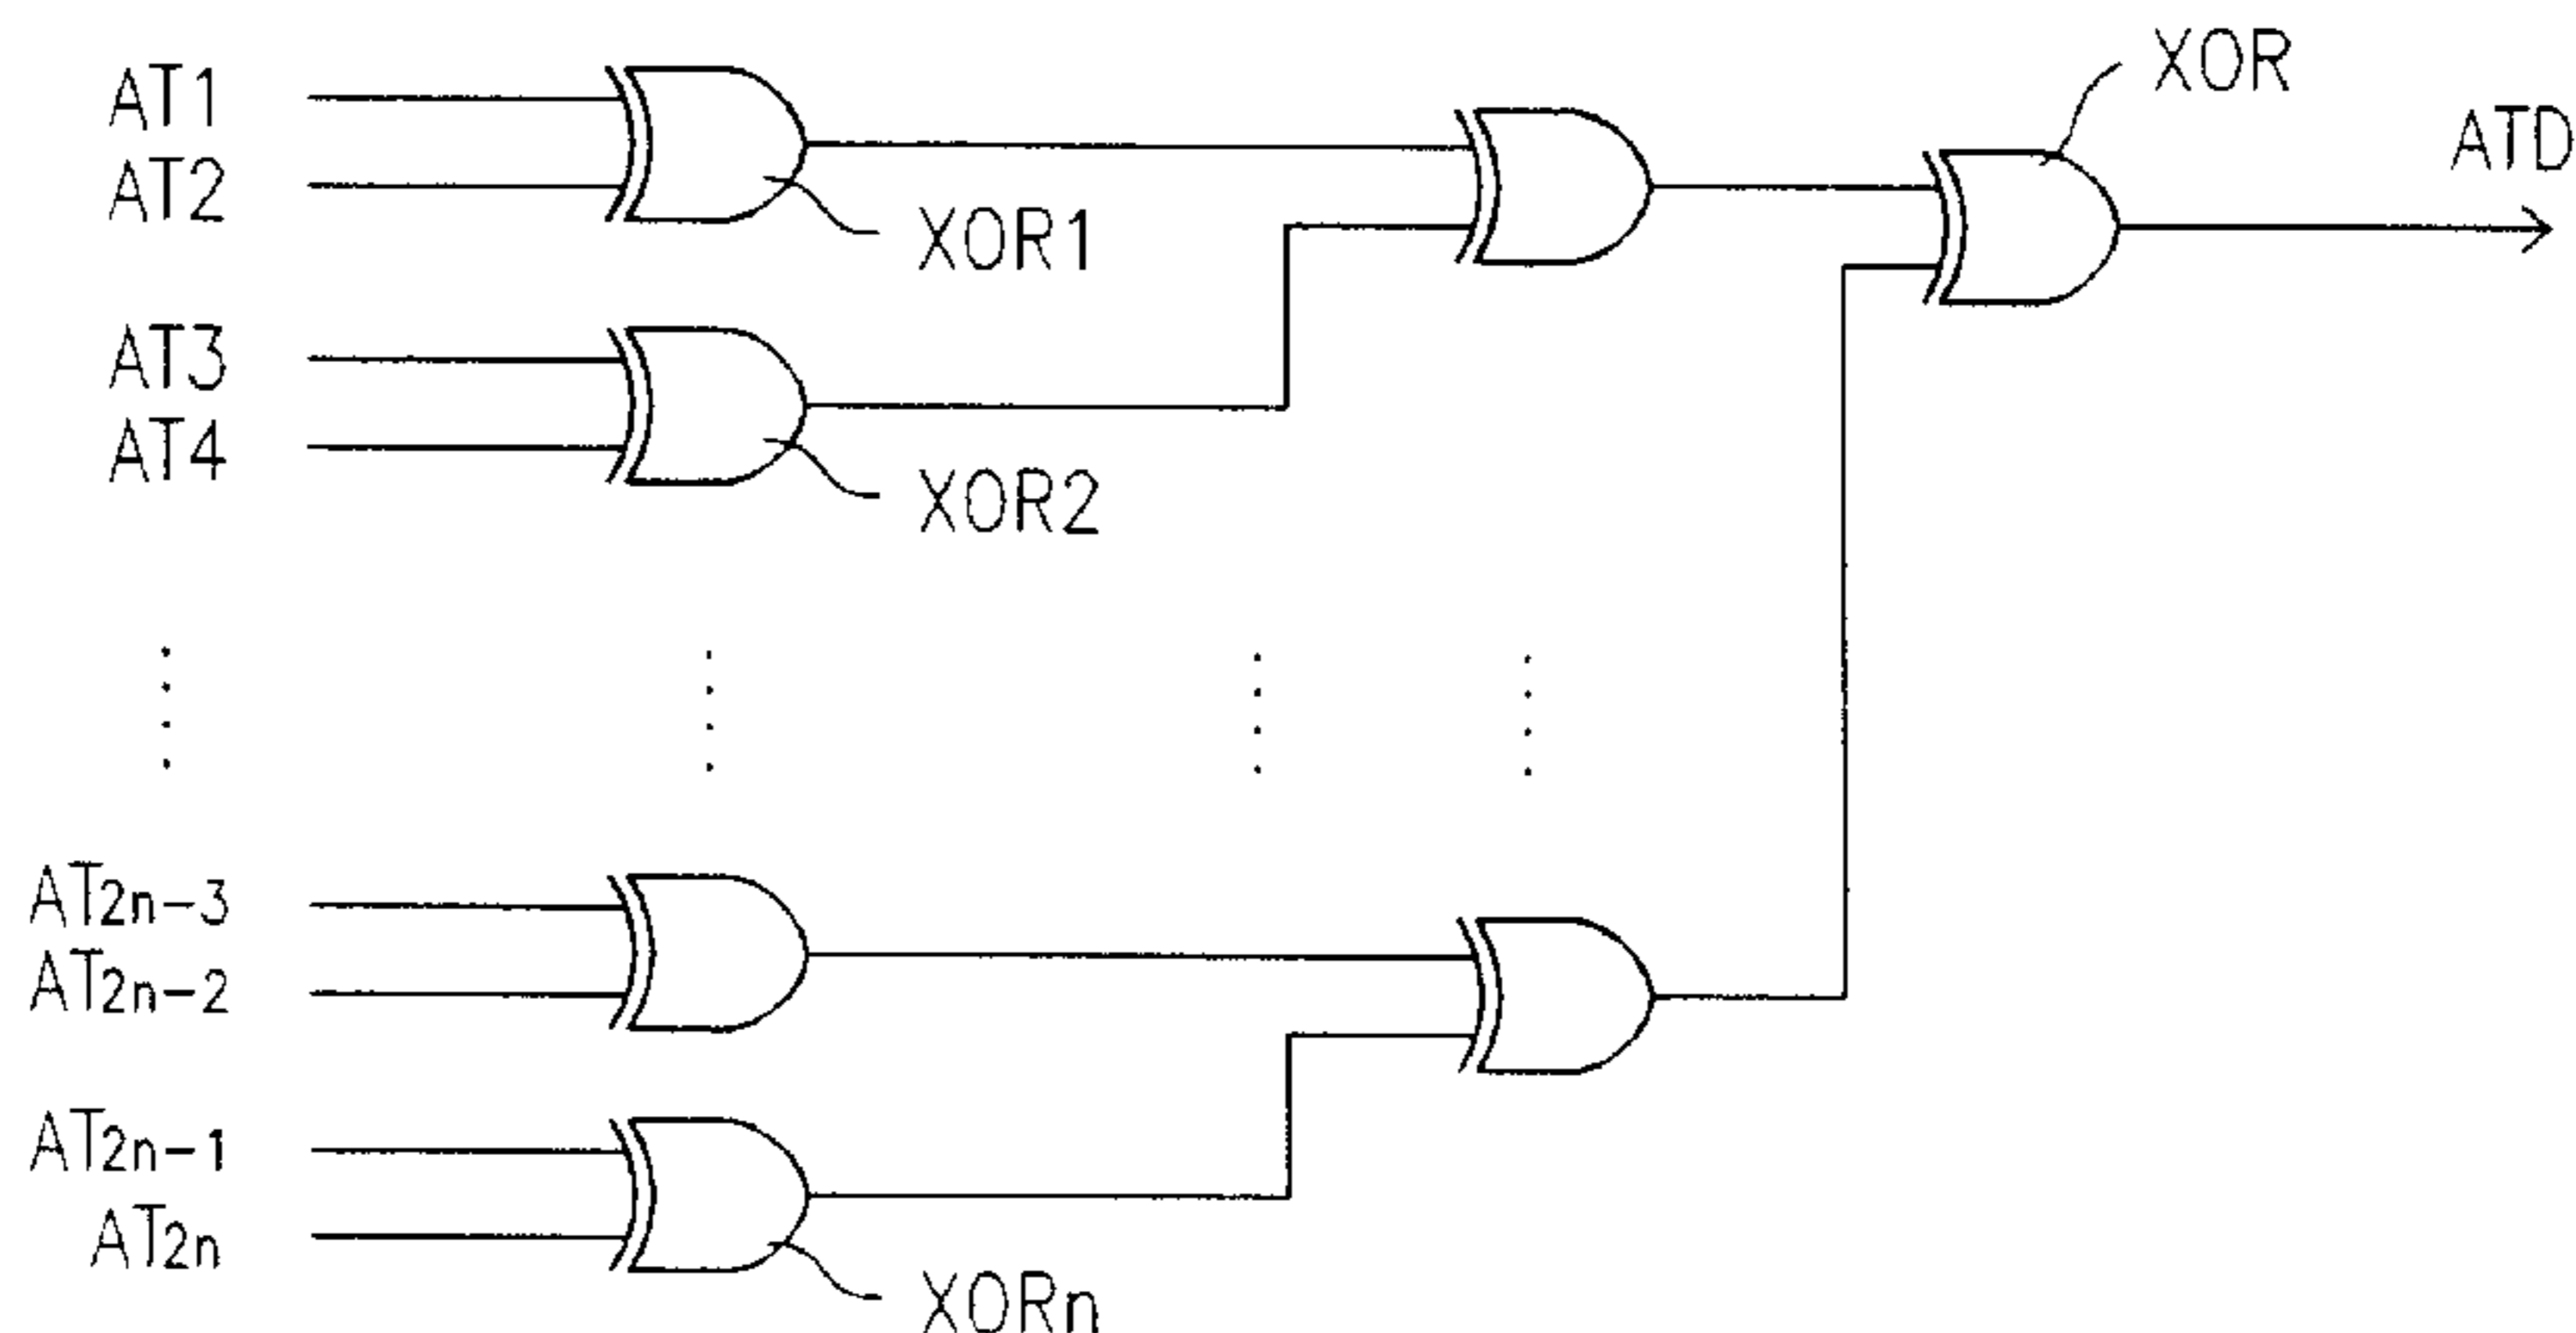 AT1
AT2
XOR1
AT3
AT4
XOR2
XOR
ATD
AT2n-3
AT2n-2
AT2n-1
AT2n
XORn